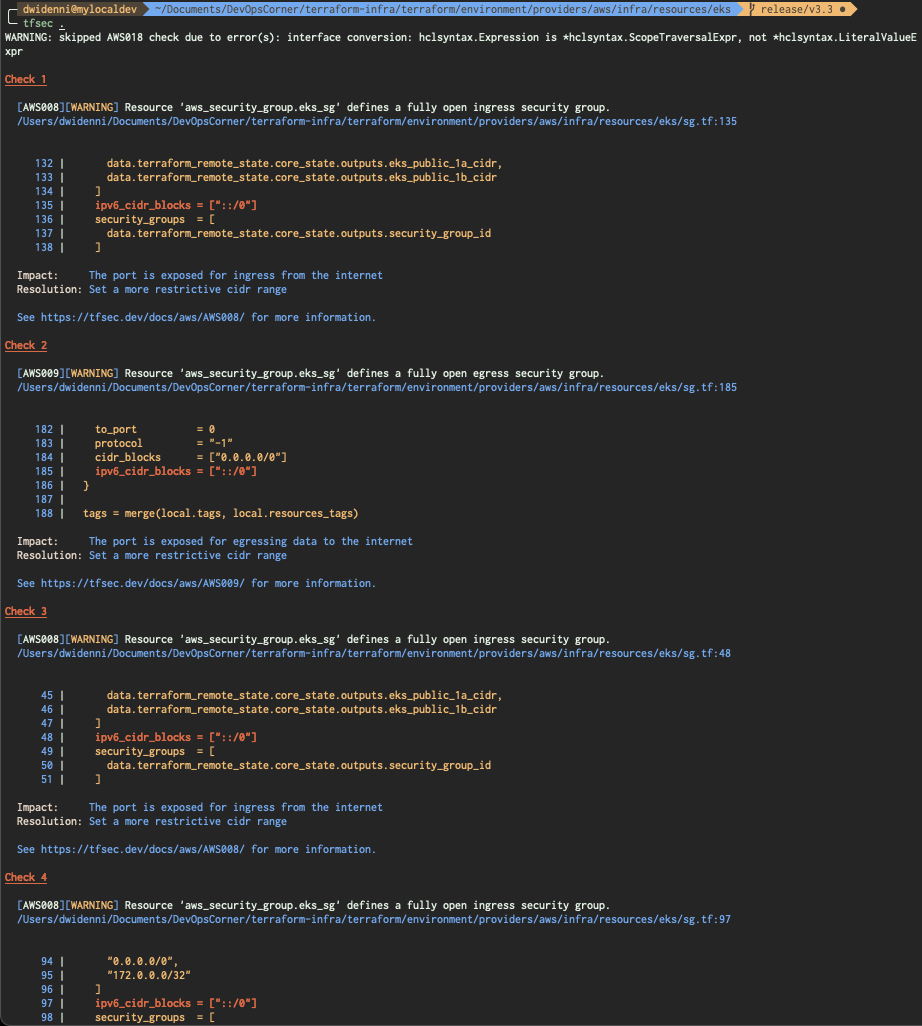 dwidenni@mylocaldev ~/Documents/DevOpsCorner/terraform-infra/terraform/environment/providers/aws/infra/resources/eks release/v3.3 ●
tfsec .
WARNING: skipped AWS018 check due to error(s): interface conversion: hclsyntax.Expression is *hclsyntax.ScopeTraversalExpr, not *hclsyntax.LiteralValueE
xpr
Check 1
[AWS008][WARNING] Resource 'aws_security_group.eks_sg' defines a fully open ingress security group.
/Users/dwidenni/Documents/DevOpsCorner/terraform-infra/terraform/environment/providers/aws/infra/resources/eks/sg.tf:135
132 |       data.terraform_remote_state.core_state.outputs.eks_public_1a_cidr,
133 |       data.terraform_remote_state.core_state.outputs.eks_public_1b_cidr
134 |     ]
135 |     ipv6_cidr_blocks = ["::/0"]
136 |     security_groups  = [
137 |       data.terraform_remote_state.core_state.outputs.security_group_id
138 |     ]
Impact:     The port is exposed for ingress from the internet
Resolution: Set a more restrictive cidr range
See https://tfsec.dev/docs/aws/AWS008/ for more information.
Check 2
[AWS009][WARNING] Resource 'aws_security_group.eks_sg' defines a fully open egress security group.
/Users/dwidenni/Documents/DevOpsCorner/terraform-infra/terraform/environment/providers/aws/infra/resources/eks/sg.tf:185
182 |     to_port          = 0
183 |     protocol         = "-1"
184 |     cidr_blocks      = ["0.0.0.0/0"]
185 |     ipv6_cidr_blocks = ["::/0"]
186 |   }
187 |
188 |   tags = merge(local.tags, local.resources_tags)
Impact:     The port is exposed for egressing data to the internet
Resolution: Set a more restrictive cidr range
See https://tfsec.dev/docs/aws/AWS009/ for more information.
Check 3
[AWS008][WARNING] Resource 'aws_security_group.eks_sg' defines a fully open ingress security group.
/Users/dwidenni/Documents/DevOpsCorner/terraform-infra/terraform/environment/providers/aws/infra/resources/eks/sg.tf:48
45 |       data.terraform_remote_state.core_state.outputs.eks_public_1a_cidr,
46 |       data.terraform_remote_state.core_state.outputs.eks_public_1b_cidr
47 |     ]
48 |     ipv6_cidr_blocks = ["::/0"]
49 |     security_groups  = [
50 |       data.terraform_remote_state.core_state.outputs.security_group_id
51 |     ]
Impact:     The port is exposed for ingress from the internet
Resolution: Set a more restrictive cidr range
See https://tfsec.dev/docs/aws/AWS008/ for more information.
Check 4
[AWS008][WARNING] Resource 'aws_security_group.eks_sg' defines a fully open ingress security group.
/Users/dwidenni/Documents/DevOpsCorner/terraform-infra/terraform/environment/providers/aws/infra/resources/eks/sg.tf:97
94 |       "0.0.0.0/0",
95 |       "172.0.0.0/32"
96 |     ]
97 |     ipv6_cidr_blocks = ["::/0"]
98 |     security_groups  = [